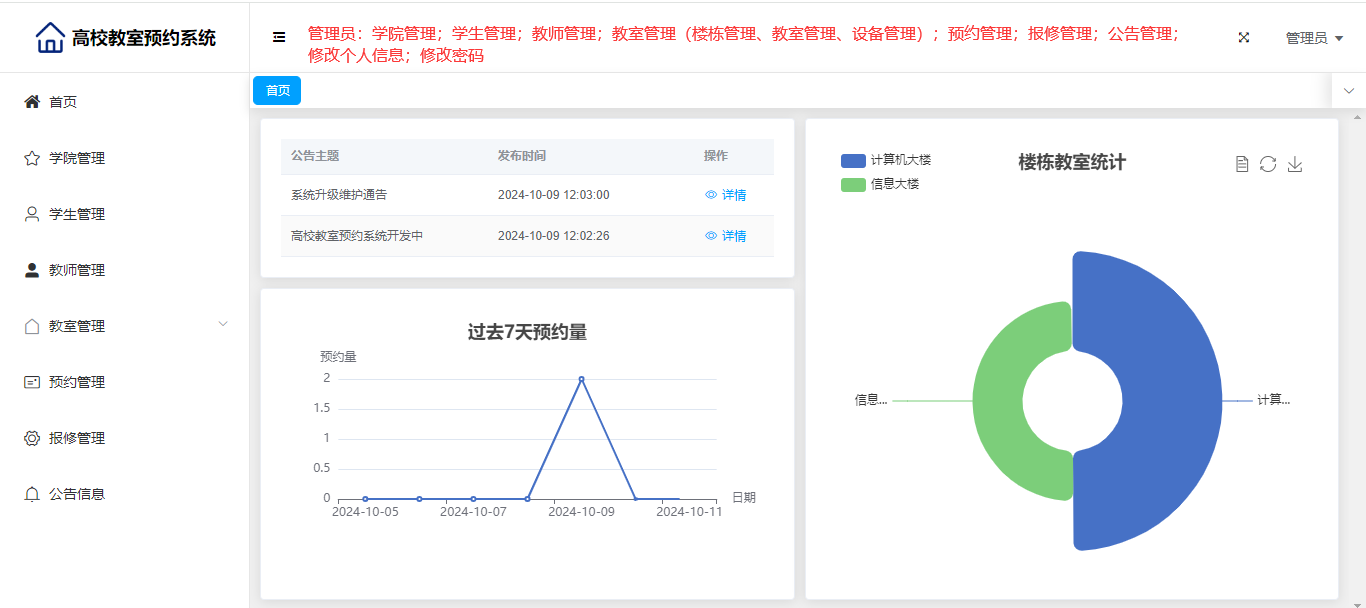 高校教室预约系统
管理员：学院管理；学生管理；教师管理；教室管理（楼栋管理、教室管理、设备管理）；预约管理；报修管理；公告管理；
修改个人信息；修改密码
管理员
首页
学院管理
学生管理
教师管理
教室管理
预约管理
报修管理
公告信息
首页
公告主题 发布时间 操作
系统升级维护通告 2024-10-09 12:03:00 详情
高校教室预约系统开发中 2024-10-09 12:02:26 详情
过去7天预约量
预约量
2
1.5
1
0.5
0
日期
2024-10-05 2024-10-07 2024-10-09 2024-10-11
楼栋教室统计
计算机大楼
信息大楼
信息...
计算...